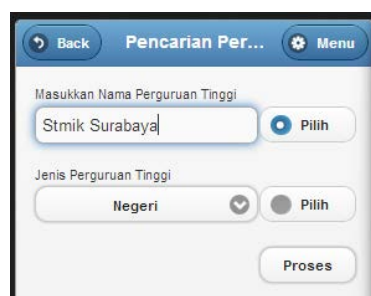 Back Pencarian Per... Menu
Masukkan Nama Perguruan Tinggi
Stmik Surabaya Pilih
Jenis Perguruan Tinggi
Negeri Pilih
Proses